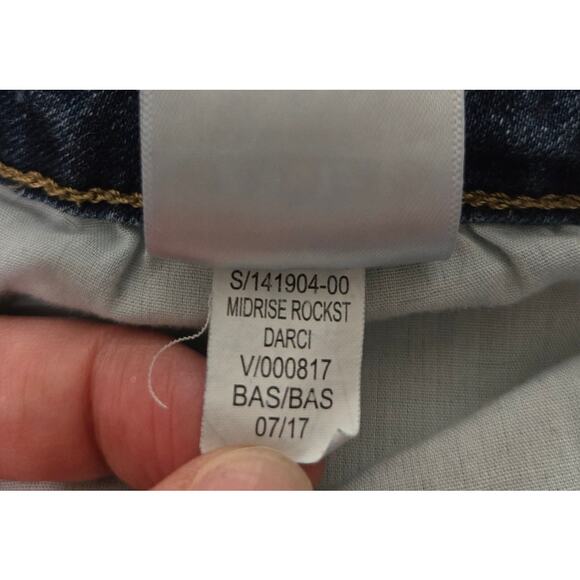 S/141904-00
MIDRISE ROCKST
DARCI
V/000817
BAS/BAS
07/17